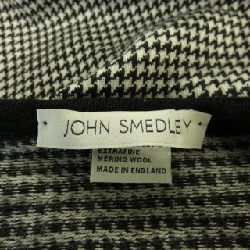 JOHN SMEDLEY
EXTRAFINE
MERINO WOOL
MADE IN ENGLAND